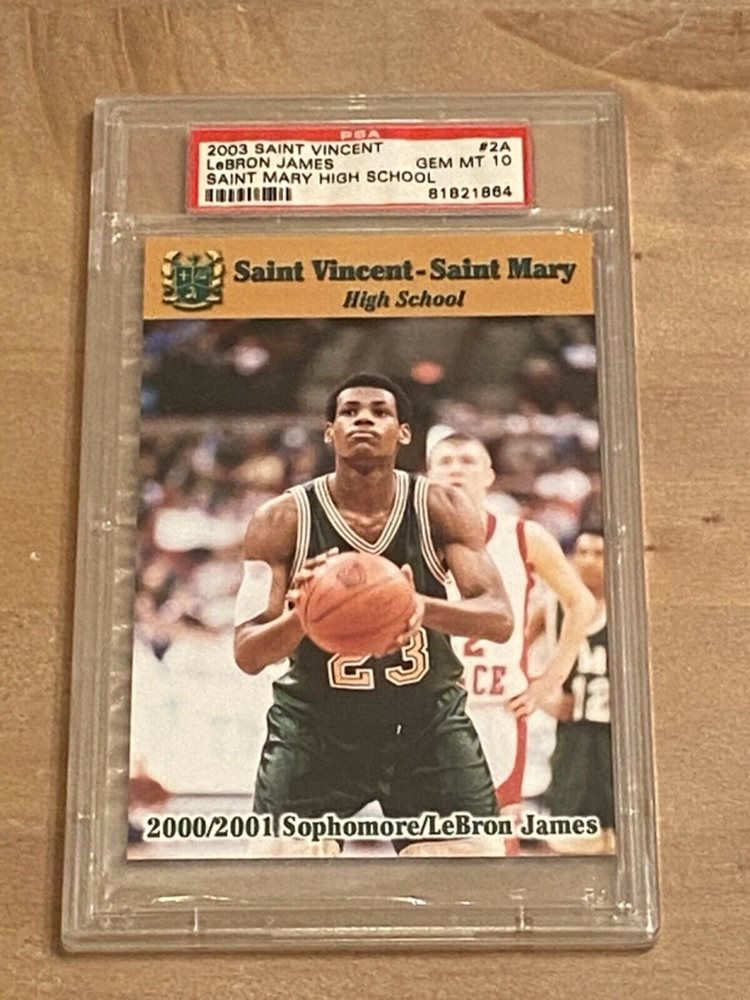 PSA
2003 SAINT VINCENT #2A
LeBRON JAMES GEM MT 10
SAINT MARY HIGH SCHOOL
81821864
Saint Vincent-Saint Mary
High School
23
2
CE
12
2000/2001 Sophomore/LeBron James